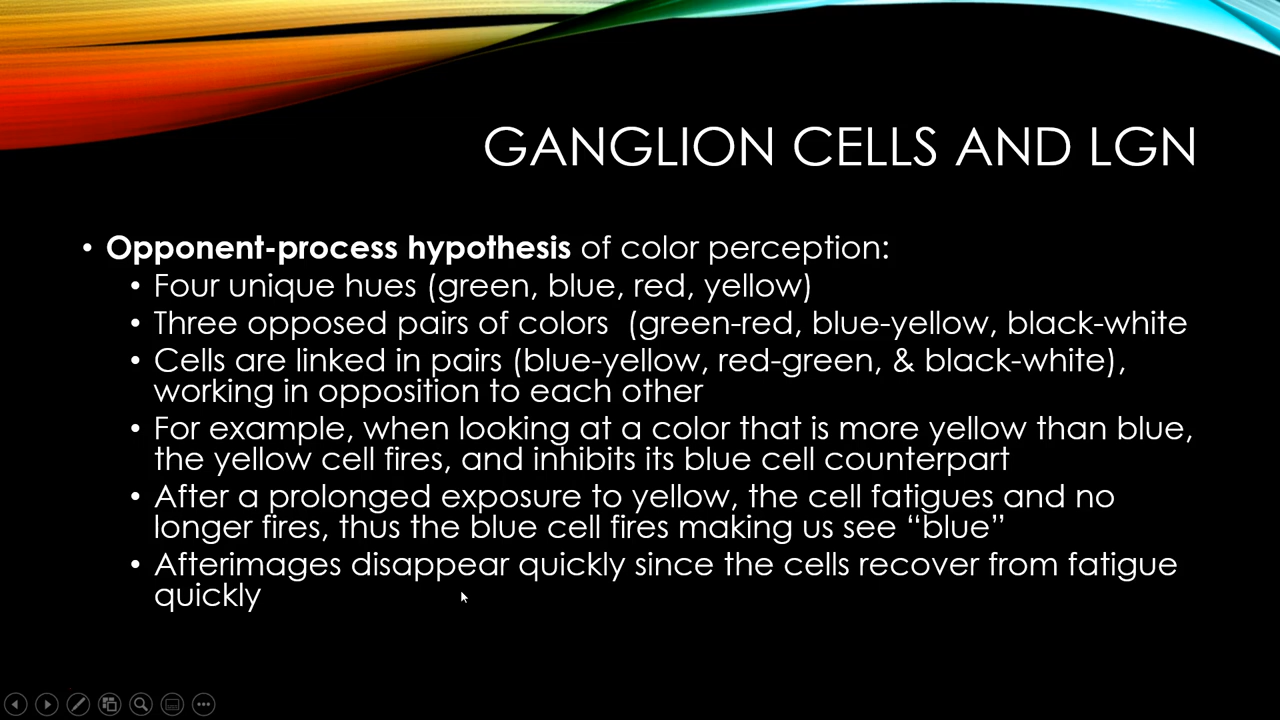 GANGLION CELLS AND LGN
• Opponent-process hypothesis of color perception:
• Four unique hues (green, blue, red, yellow)
• Three opposed pairs of colors  (green-red, blue-yellow, black-white
• Cells are linked in pairs (blue-yellow, red-green, & black-white),
working in opposition to each other
• For example, when looking at a color that is more yellow than blue,
the yellow cell fires, and inhibits its blue cell counterpart
• After a prolonged exposure to yellow, the cell fatigues and no
longer fires, thus the blue cell fires making us see “blue”
• Afterimages disappear quickly since the cells recover from fatigue
quickly